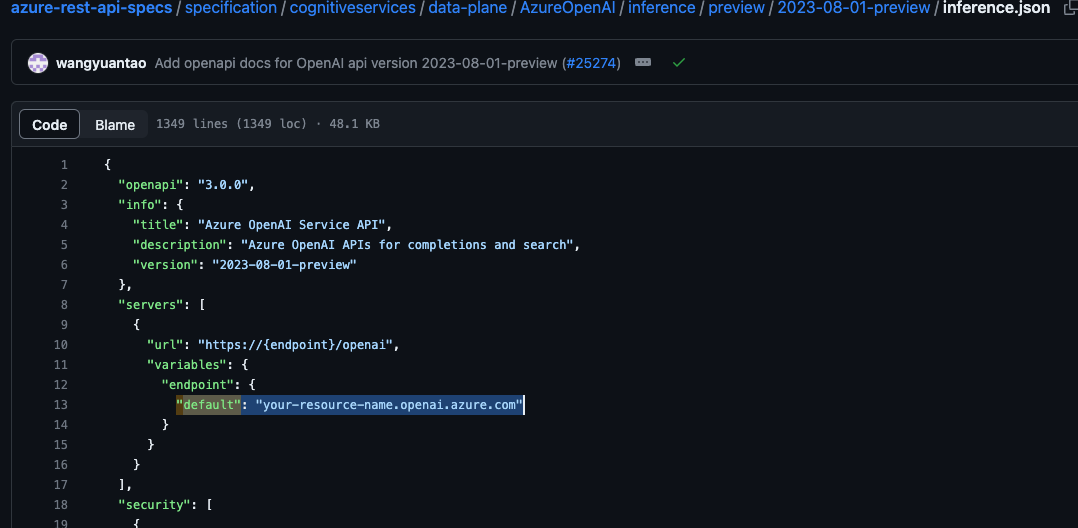 azure-rest-api-specs / specification / cognitiveservices / data-plane / AzureOpenAI / inference / preview / 2023-08-01-preview / inference.json
wangyuantao Add openapi docs for OpenAI api version 2023-08-01-preview (#25274)
Code Blame 1349 lines (1349 loc) · 48.1 KB
1 {
2 "openapi": "3.0.0",
3 "info": {
4 "title": "Azure OpenAI Service API",
5 "description": "Azure OpenAI APIs for completions and search",
6 "version": "2023-08-01-preview"
7 },
8 "servers": [
9 {
10 "url": "https://{endpoint}/openai",
11 "variables": {
12 "endpoint": {
13 "default": "your-resource-name.openai.azure.com"
14 }
15 }
16 }
17 ],
18 "security": [
19 {